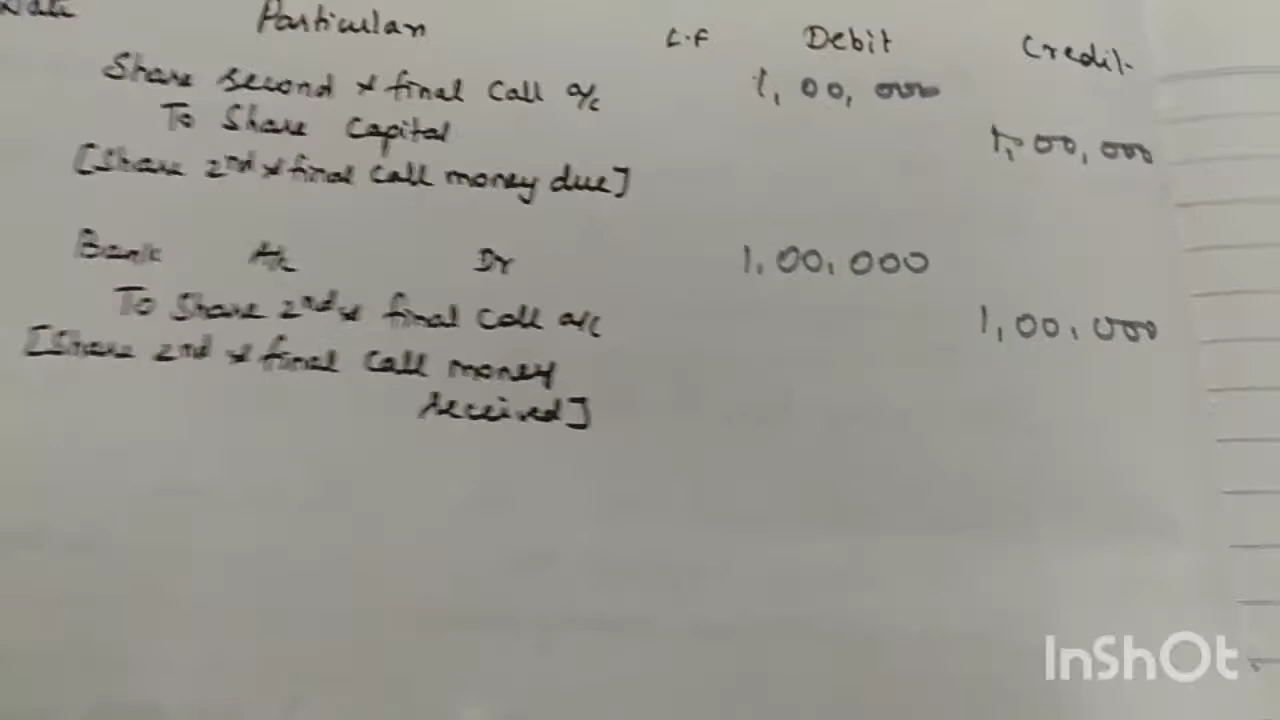 Date Particular L.F Debit Credit
Share second & final Call a/c 1,00,000
To Share Capital 1,00,000
[Share 2nd & final Call money due]
Bank A/c Dr 1,00,000
To Share 2nd & final Call a/c 1,00,000
[Share 2nd & final Call money
received]
InShOt